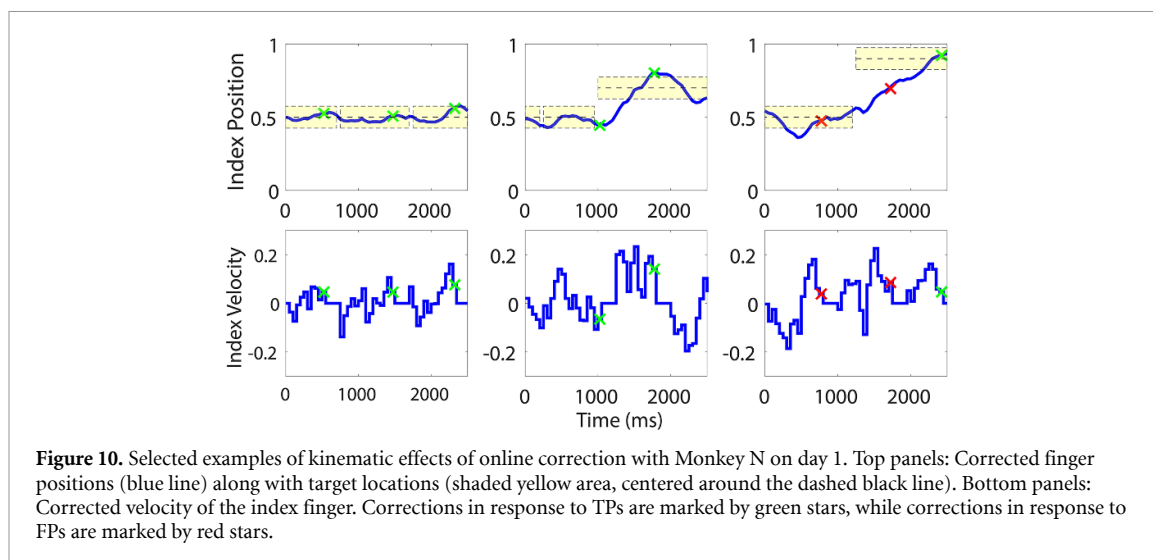 Index Position
1
0.5
0
0 1000 2000
1
0.5
0
0 1000 2000
1
0.5
0
0 1000 2000
Index Velocity
0.2
0
-0.2
0 1000 2000
0.2
0
-0.2
0 1000 2000
0.2
0
-0.2
0 1000 2000
Time (ms)
Figure 10. Selected examples of kinematic effects of online correction with Monkey N on day 1. Top panels: Corrected finger
positions (blue line) along with target locations (shaded yellow area, centered around the dashed black line). Bottom panels:
Corrected velocity of the index finger. Corrections in response to TPs are marked by green stars, while corrections in response to
FPs are marked by red stars.